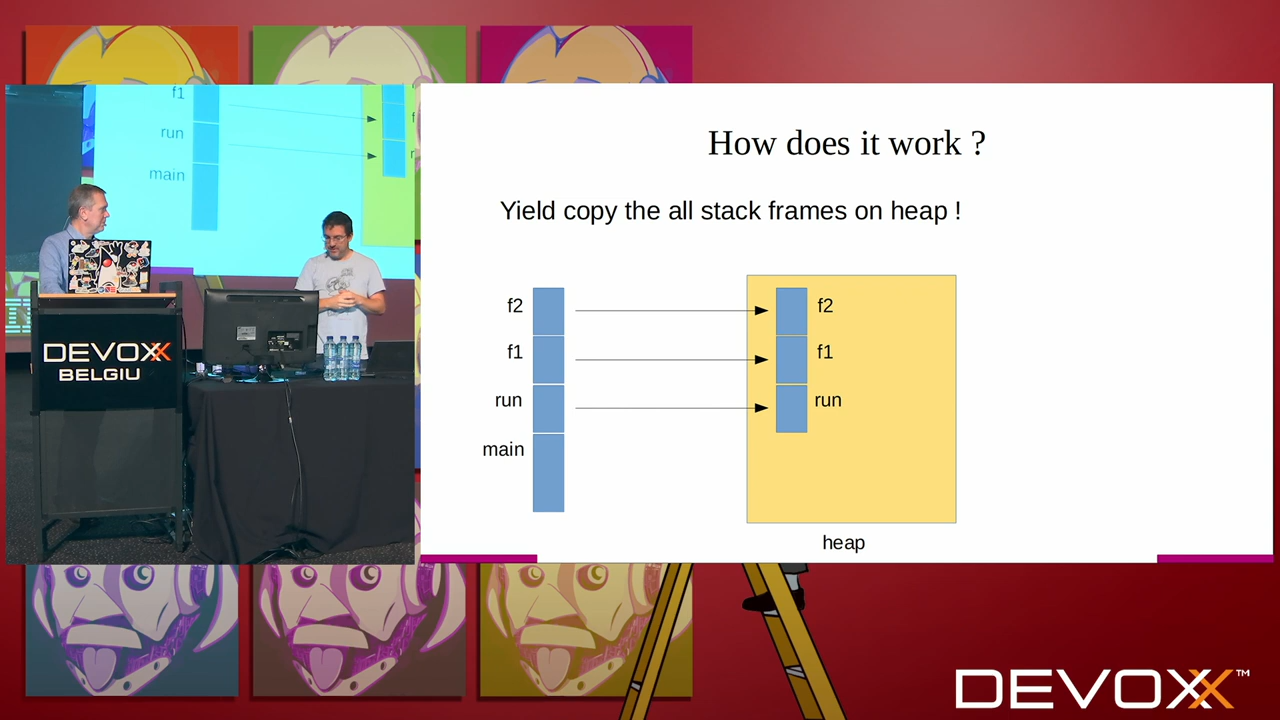 f1
run
main
f
r
DEVOXX
BELGIU
How does it work ?
Yield copy the all stack frames on heap !
f2
f1
run
main
f2
f1
run
heap
DEVOXX™